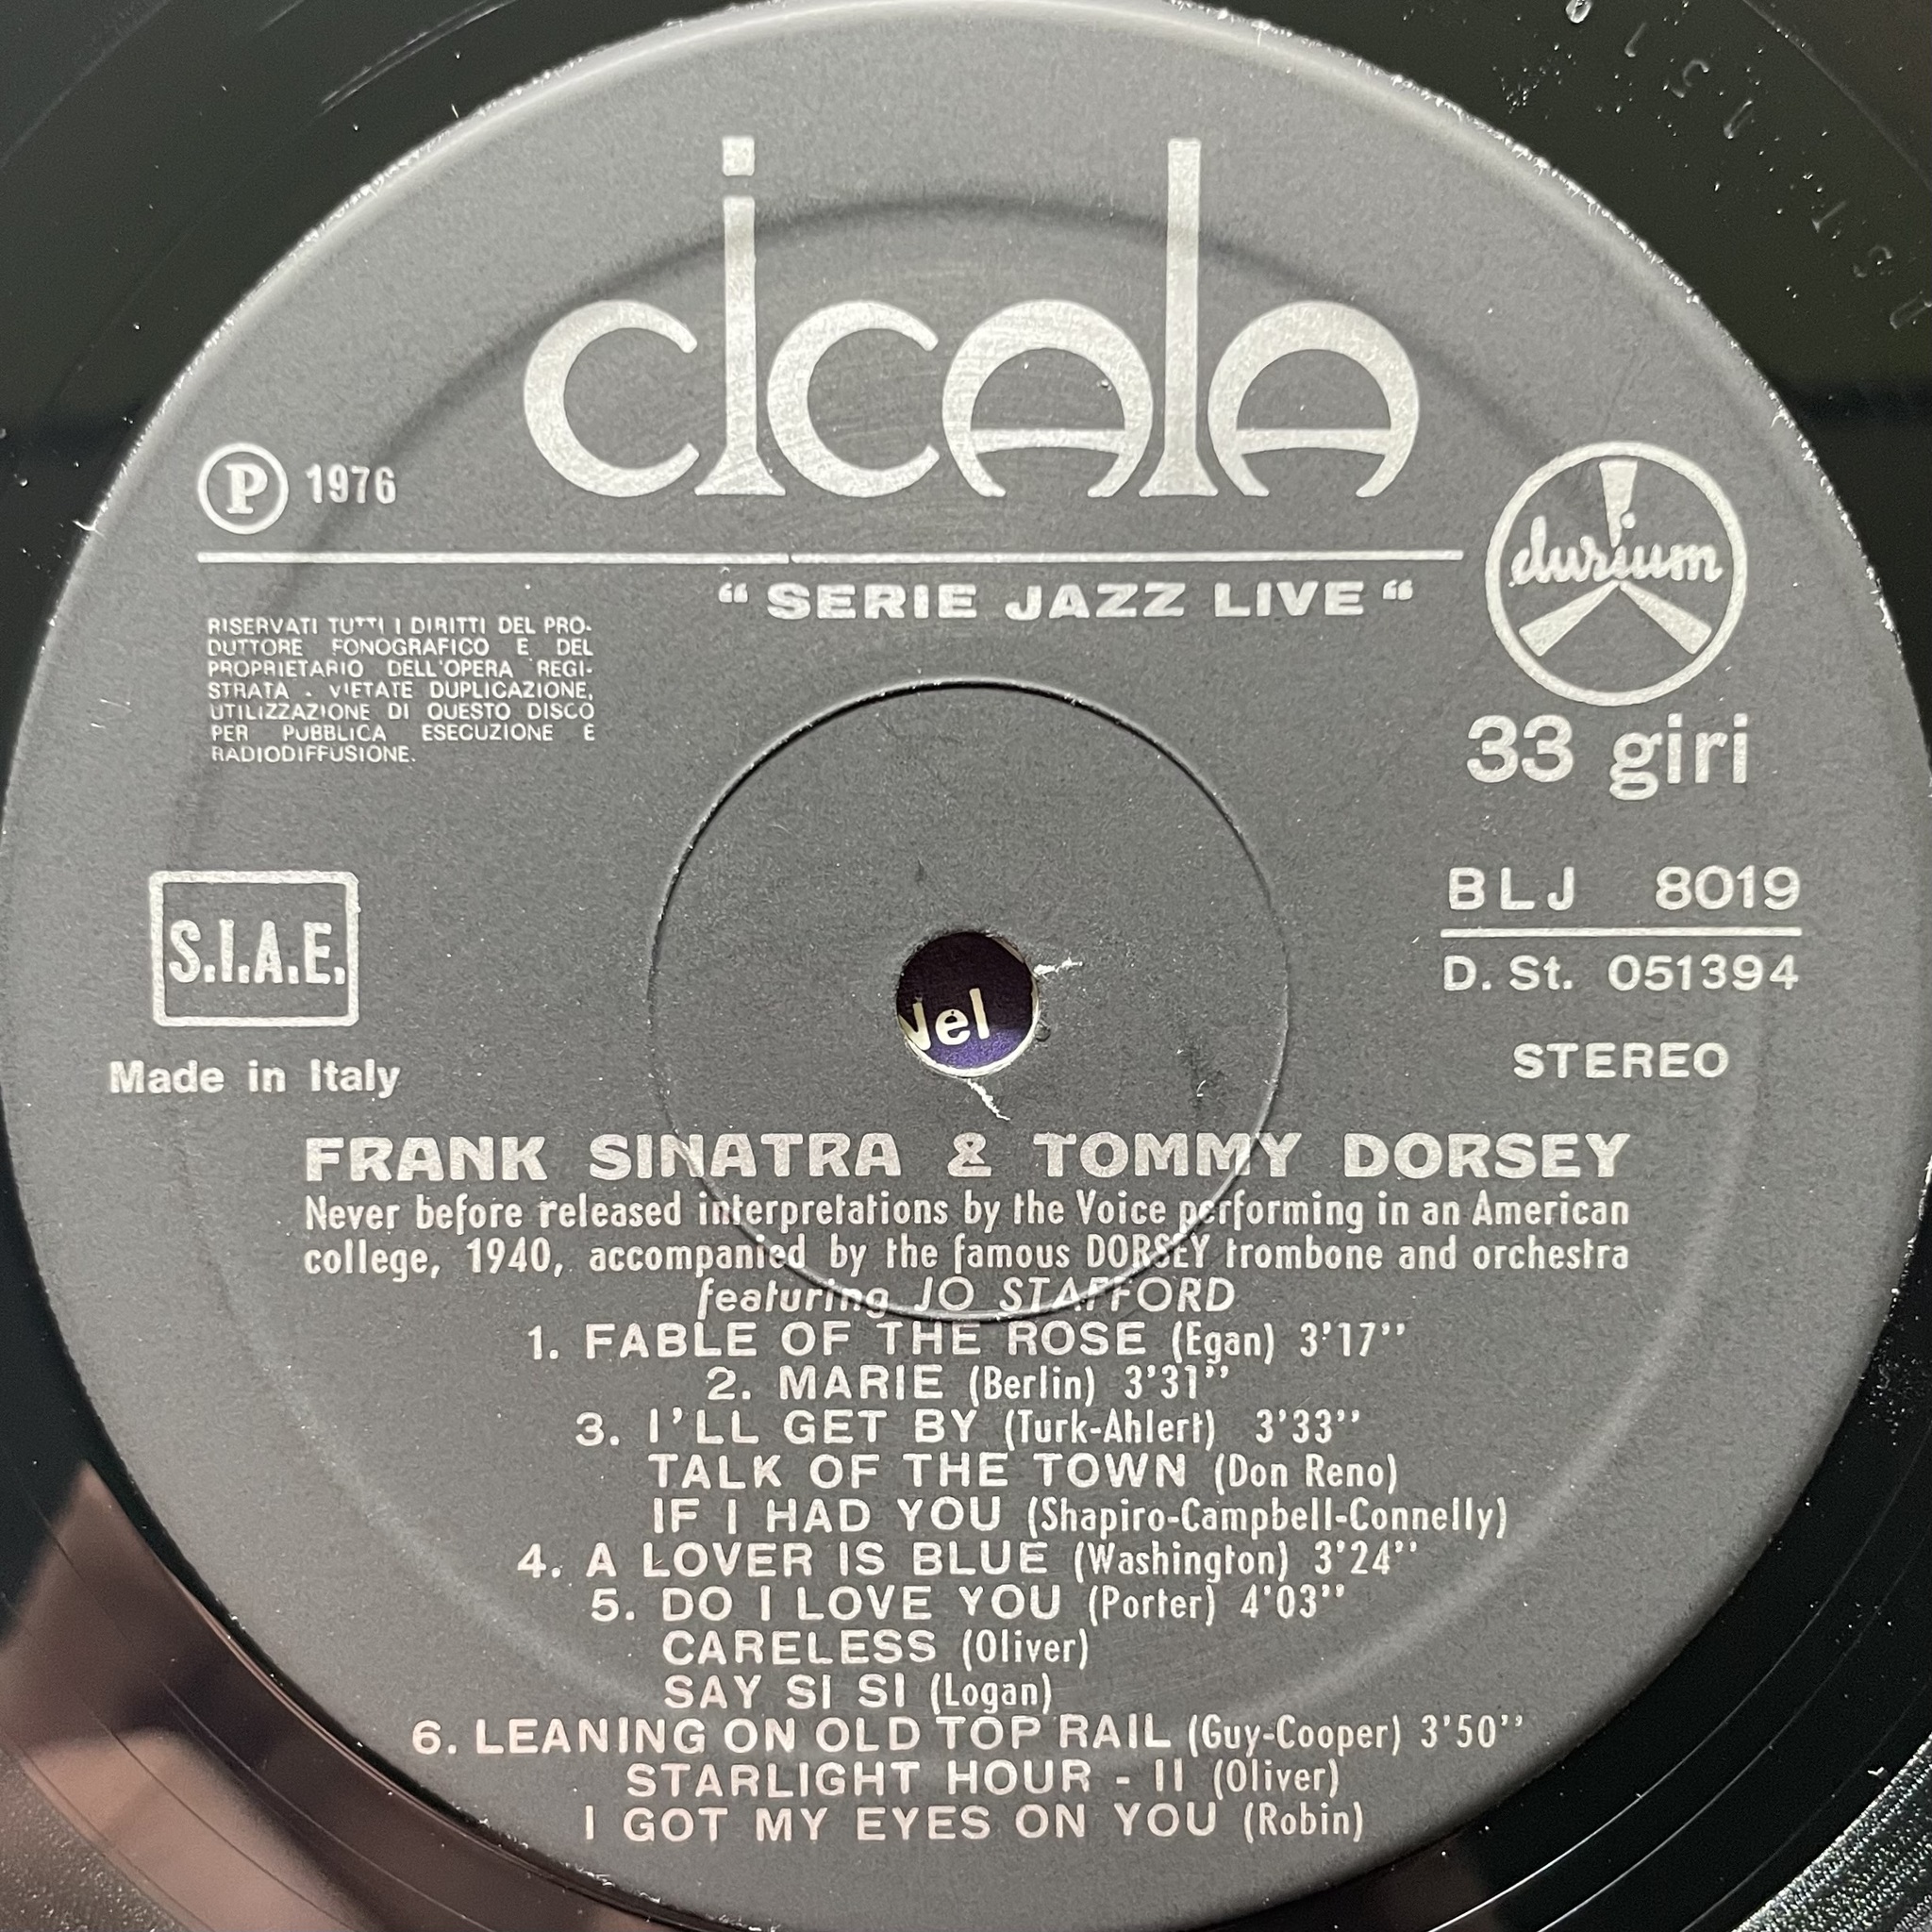 cicala
Ⓟ 1976
durium
“ SERIE JAZZ LIVE “
RISERVATI TUTTI I DIRITTI DEL PRO-
DUTTORE FONOGRAFICO E DEL
PROPRIETARIO DELL'OPERA REGI-
STRATA - VIETATE DUPLICAZIONE,
UTILIZZAZIONE DI QUESTO DISCO
PER PUBBLICA ESECUZIONE E
RADIODIFFUSIONE.
33 giri
BLJ 8019
D. St. 051394
STEREO
S.I.A.E.
Made in Italy
Vel
FRANK SINATRA & TOMMY DORSEY
Never before released interpretations by the Voice performing in an American
college, 1940, accompanied by the famous DORSEY trombone and orchestra
featuring JO STAFFORD
1. FABLE OF THE ROSE (Egan) 3'17''
2. MARIE (Berlin) 3'31''
3. I'LL GET BY (Turk-Ahlert) 3'33''
TALK OF THE TOWN (Don Reno)
IF I HAD YOU (Shapiro-Campbell-Connelly)
4. A LOVER IS BLUE (Washington) 3'24''
5. DO I LOVE YOU (Porter) 4'03''
CARELESS (Oliver)
SAY SI SI (Logan)
6. LEANING ON OLD TOP RAIL (Guy-Cooper) 3'50''
STARLIGHT HOUR - II (Oliver)
I GOT MY EYES ON YOU (Robin)